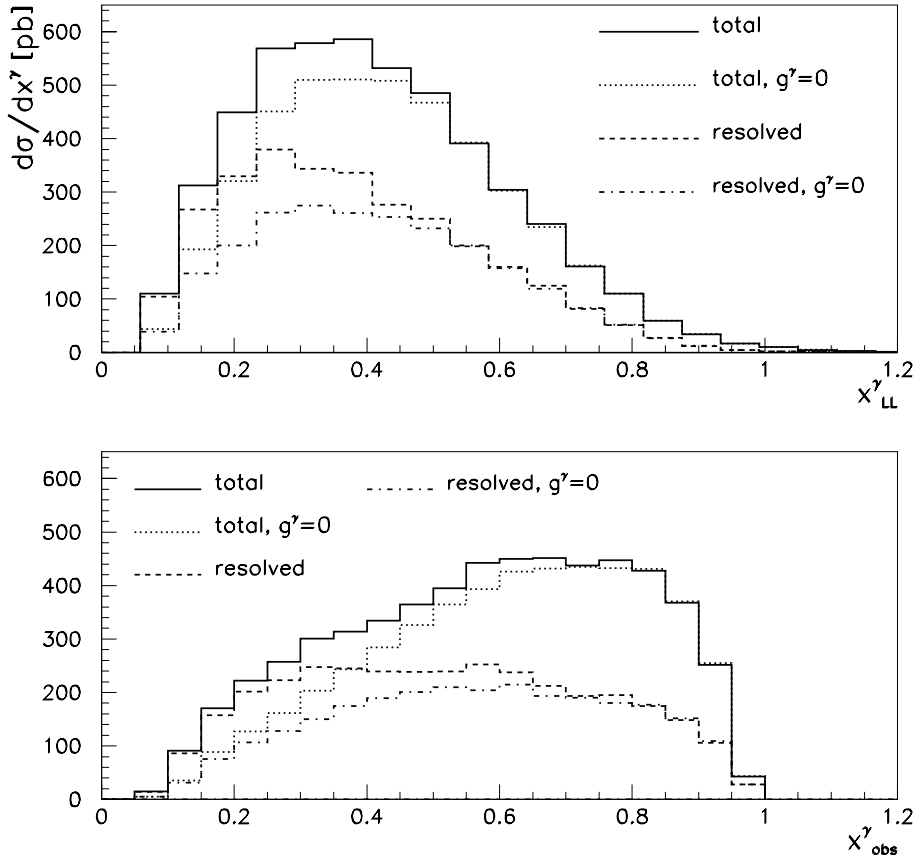 dσ/dx^γ [pb]
600
500
400
300
200
100
0
total
total, g^γ=0
resolved
resolved, g^γ=0
0 0.2 0.4 0.6 0.8 1 1.2
x^γ_LL
600
500
400
300
200
100
0
total resolved, g^γ=0
total, g^γ=0
resolved
0 0.2 0.4 0.6 0.8 1 1.2
x^γ_obs